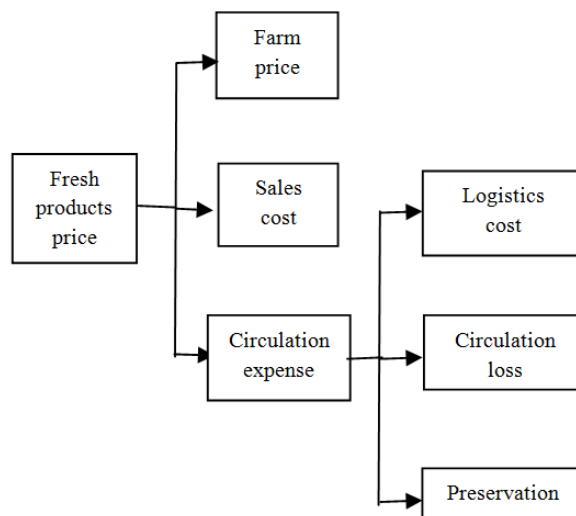 Farm
price
Fresh
products
price
Sales
cost
Logistics
cost
Circulation
expense
Circulation
loss
Preservation